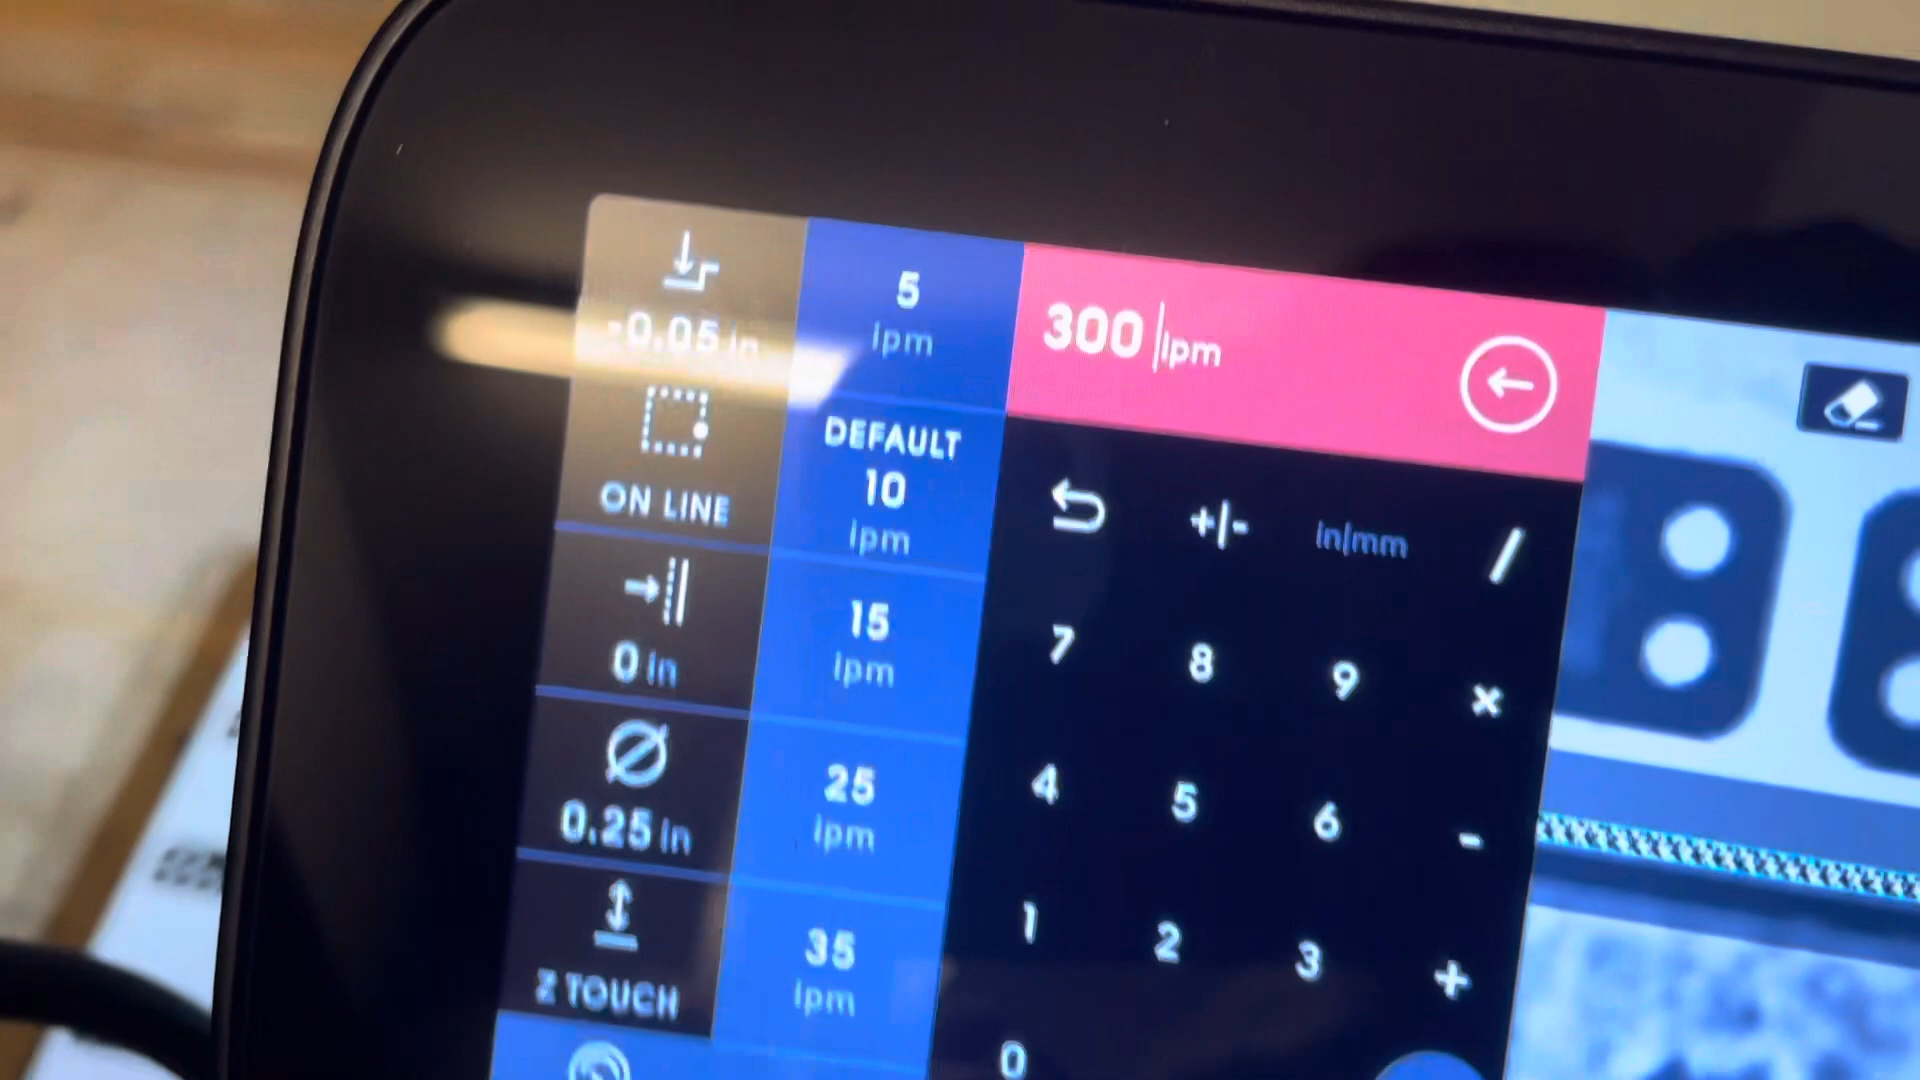 -0.05 in
ON LINE
0 in
0.25 in
Z TOUCH
5
ipm
DEFAULT
10
ipm
15
ipm
25
ipm
35
ipm
300 ipm
+|- in|mm /
7 8 9 x
4 5 6 -
1 2 3 +
0